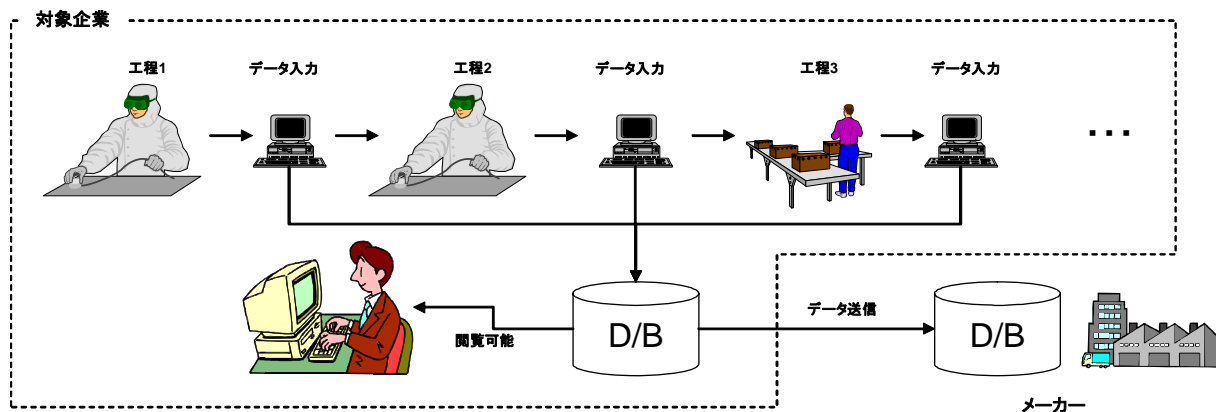 対象企業
工程1
データ入力
工程2
データ入力
工程3
データ入力
...
D/B
閲覧可能
データ送信
D/B
メーカー